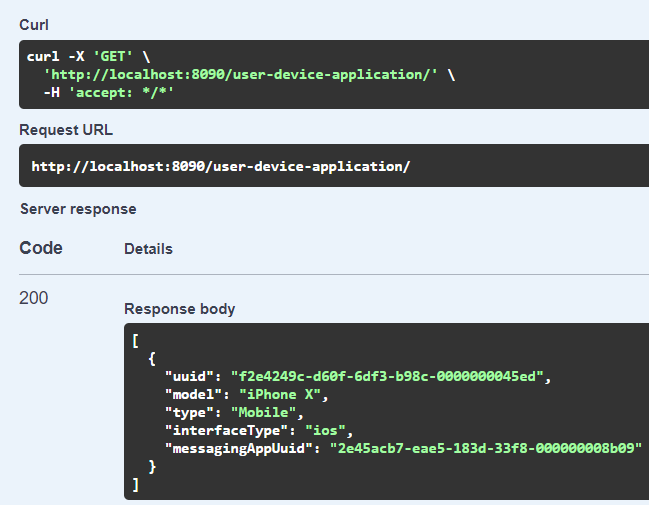 Curl
curl -X 'GET' \
  'http://localhost:8090/user-device-application/' \
  -H 'accept: */*'
Request URL
http://localhost:8090/user-device-application/
Server response
Code Details
200
Response body
[
  {
    "uuid": "f2e4249c-d60f-6df3-b98c-0000000045ed",
    "model": "iPhone X",
    "type": "Mobile",
    "interfaceType": "ios",
    "messagingAppUuid": "2e45acb7-eae5-183d-33f8-000000008b09"
  }
]